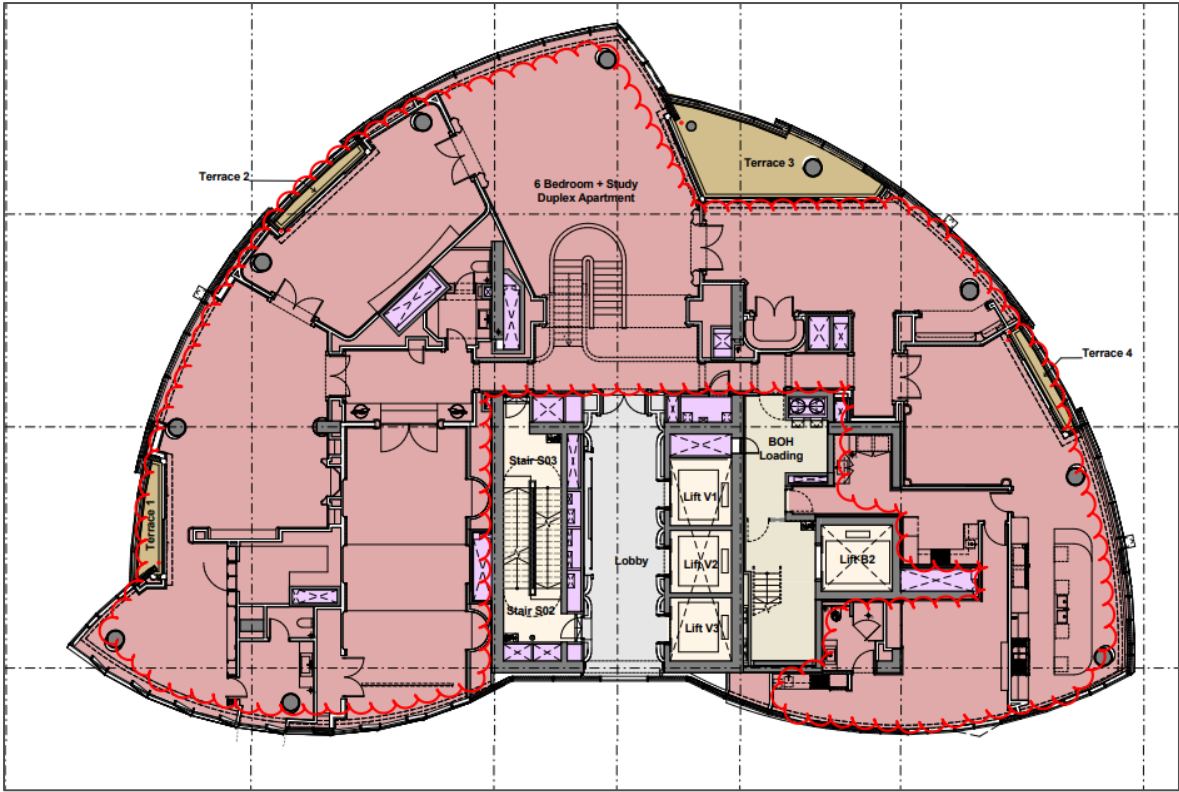 Terrace 2
Terrace 3
6 Bedroom + Study
Duplex Apartment
Terrace 4
BOH
Loading
Stair S03
Lift V1
Terrace 1
Lobby
Lift V2
Lift B2
Stair S02
Lift V3